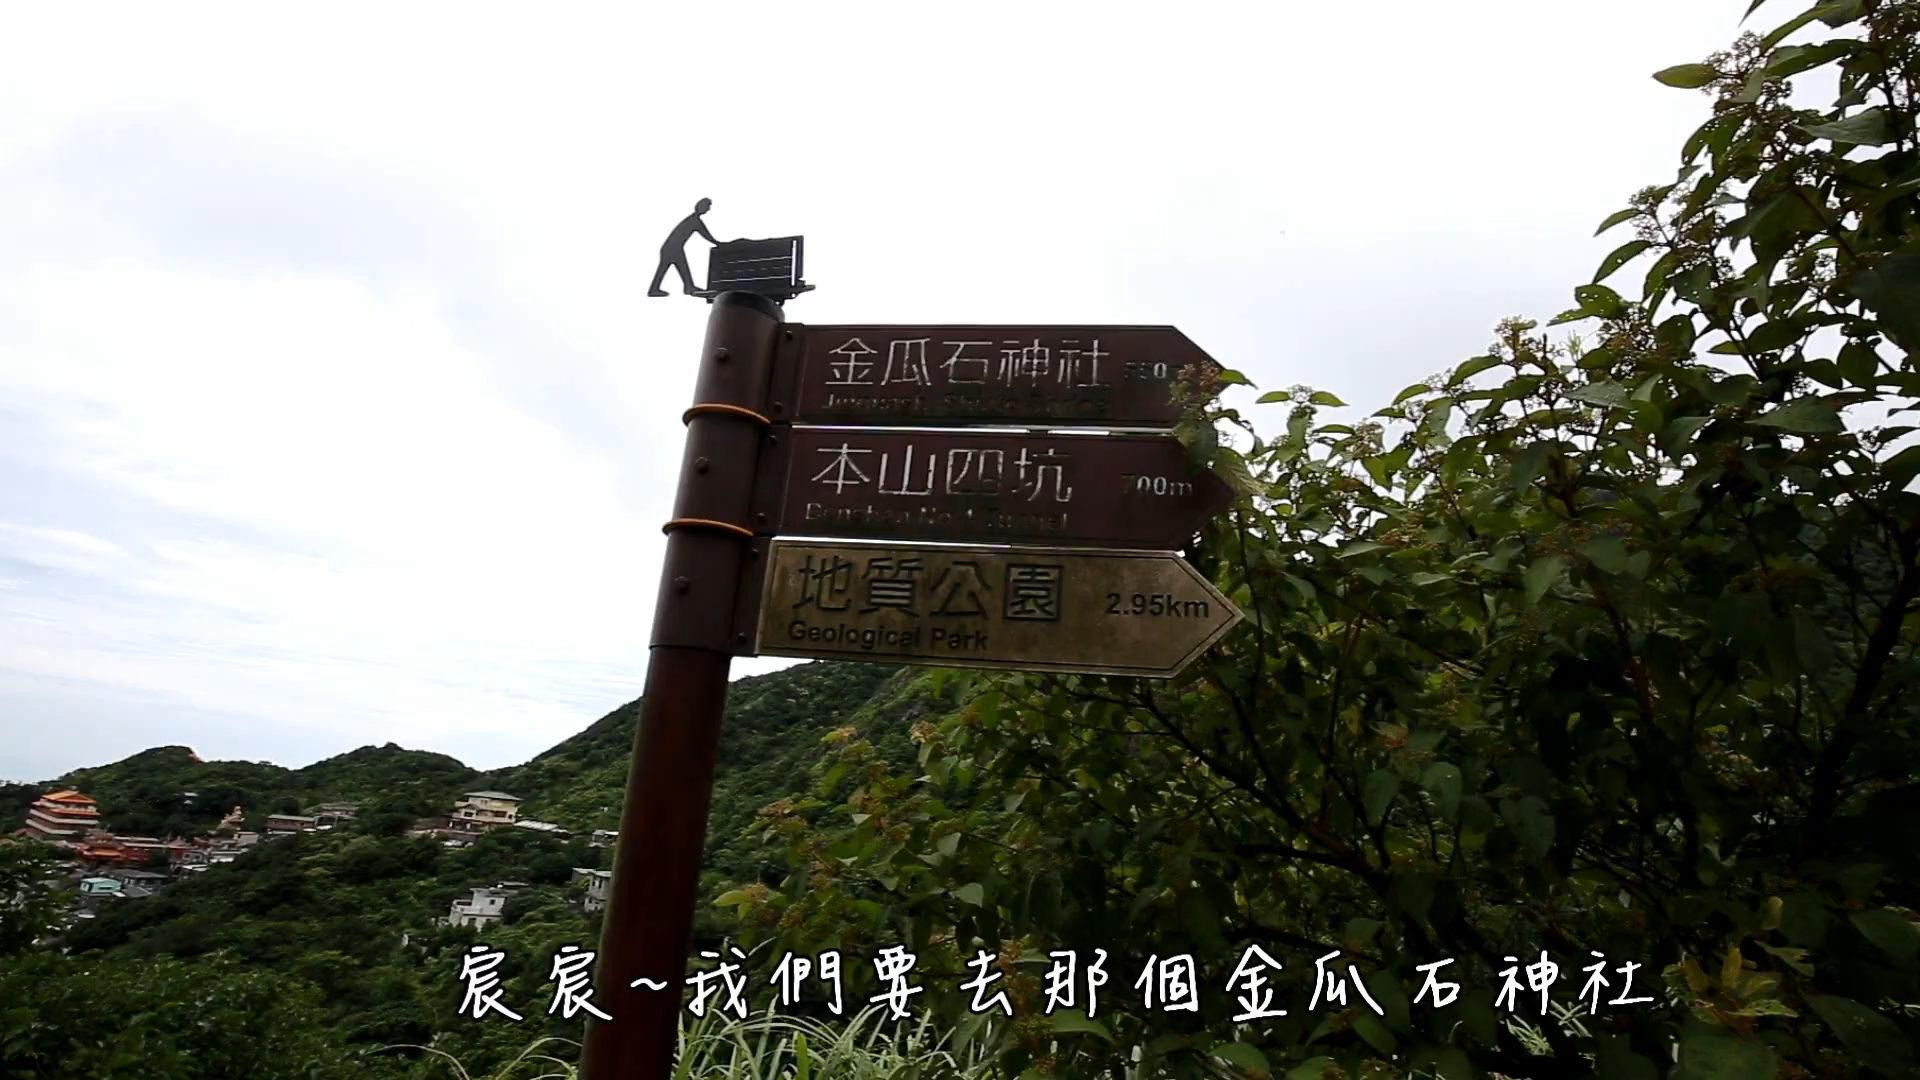 金瓜石神社
本山四坑 700m
地質公園 2.95km
Geological Park
宸宸~我們要去那個金瓜石神社